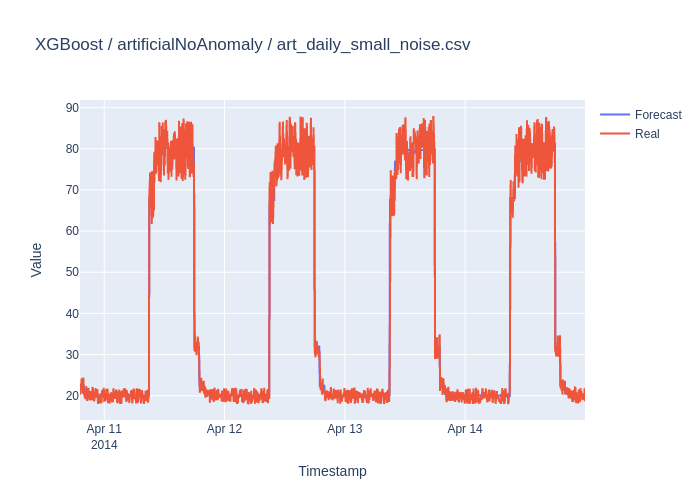 XGBoost / artificialNoAnomaly / art_daily_small_noise.csv
Forecast
Real
90
80
70
60
50
40
30
20
Value
Apr 11
2014
Apr 12
Apr 13
Apr 14
Timestamp